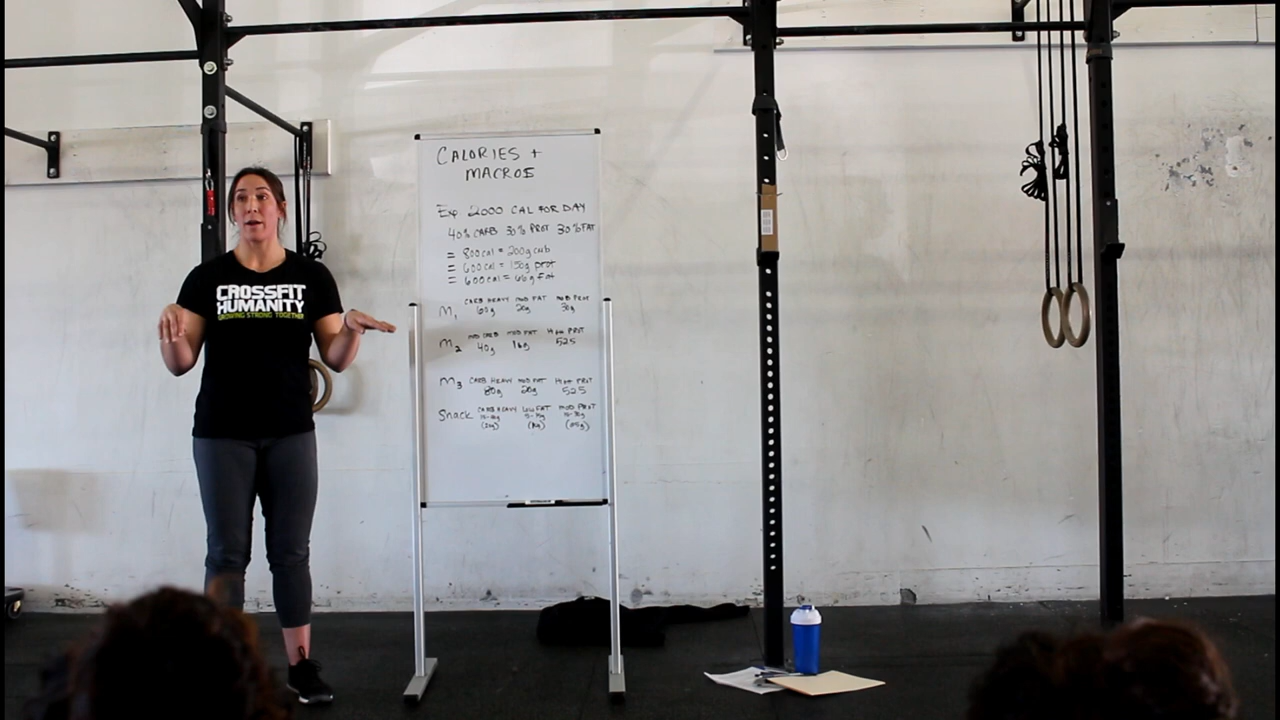 CALORIES +
MACROS
EXP 2000 CAL FOR DAY
40% CARB 30% PROT 30% FAT
= 800 cal = 200g carb
= 600 cal = 150g prot
= 600 cal = 66g fat
CARB HEAVY MOD FAT MOD PROT
M1 60g 20g 30g
MOD CARB MOD FAT PROT
M2 40g 16g 52.5
CARB HEAVY MOD FAT PROT
M3 80g 20g 52.5
Snack CARB HEAVY LOW FAT MOD PROT
CROSSFIT
HUMANITY
GROWING STRONG TOGETHER